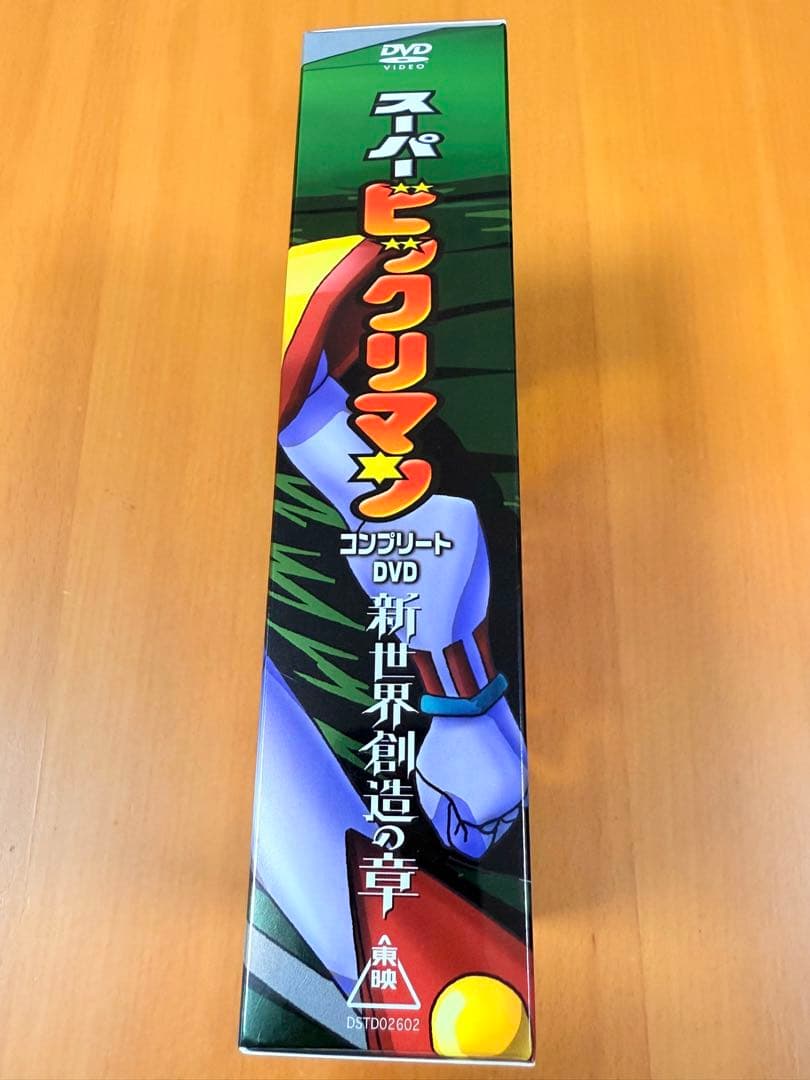 DVD
VIDEO
スーパー
ビックリマン
コンプリート
DVD
新世界創造の章
東映
DSTD02602